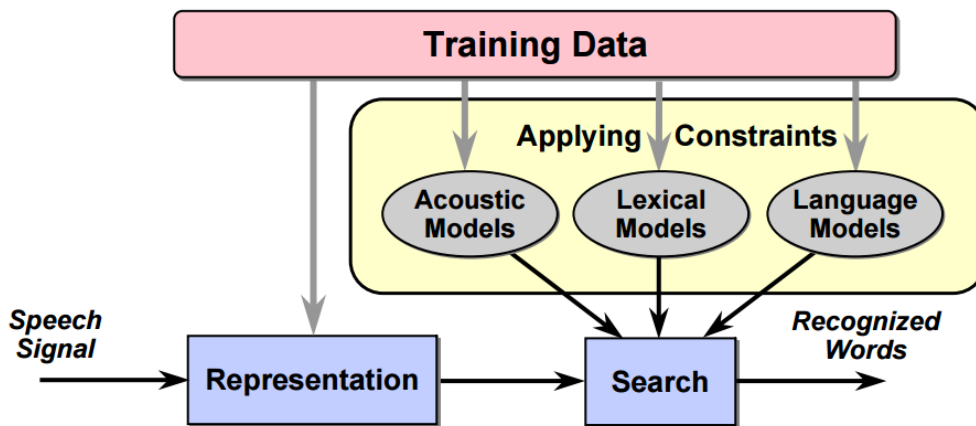 Training Data
Applying Constraints
Acoustic
Models
Lexical
Models
Language
Models
Speech
Signal
Representation
Search
Recognized
Words